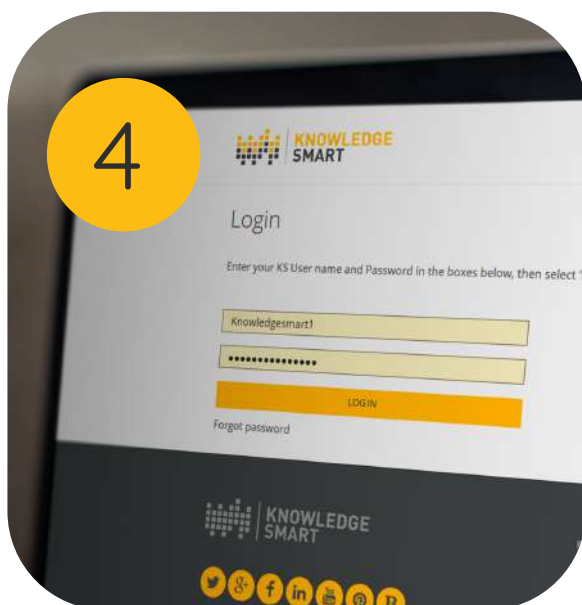 4
KNOWLEDGE
SMART
Login
Enter your KS User name and Password in the boxes below, then select '
Knowledgesmart1
•••••••••••••••
LOGIN
Forgot password
KNOWLEDGE
SMART